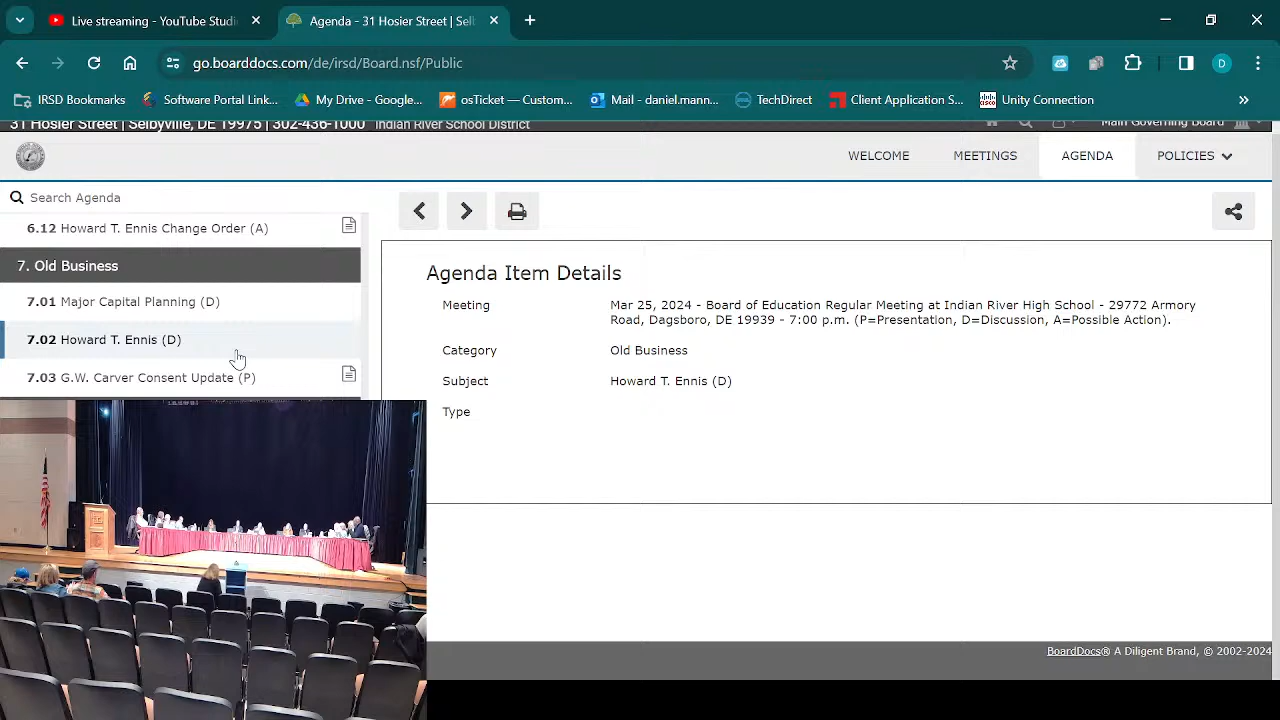 Live streaming - YouTube Studi
Agenda - 31 Hosier Street | Sel
go.boarddocs.com/de/irsd/Board.nsf/Public
D
IRSD Bookmarks
Software Portal Link...
My Drive - Google...
osTicket — Custom...
Mail - daniel.mann...
TechDirect
Client Application S...
Unity Connection
31 Hosier Street | Selbyville, DE 19975 | 302-436-1000 Indian River School District
Main Governing Board
WELCOME
MEETINGS
AGENDA
POLICIES
Search Agenda
6.12 Howard T. Ennis Change Order (A)
7. Old Business
7.01 Major Capital Planning (D)
7.02 Howard T. Ennis (D)
7.03 G.W. Carver Consent Update (P)
Agenda Item Details
Meeting
Mar 25, 2024 - Board of Education Regular Meeting at Indian River High School - 29772 Armory
Road, Dagsboro, DE 19939 - 7:00 p.m. (P=Presentation, D=Discussion, A=Possible Action).
Category
Old Business
Subject
Howard T. Ennis (D)
Type
BoardDocs® A Diligent Brand, © 2002-2024